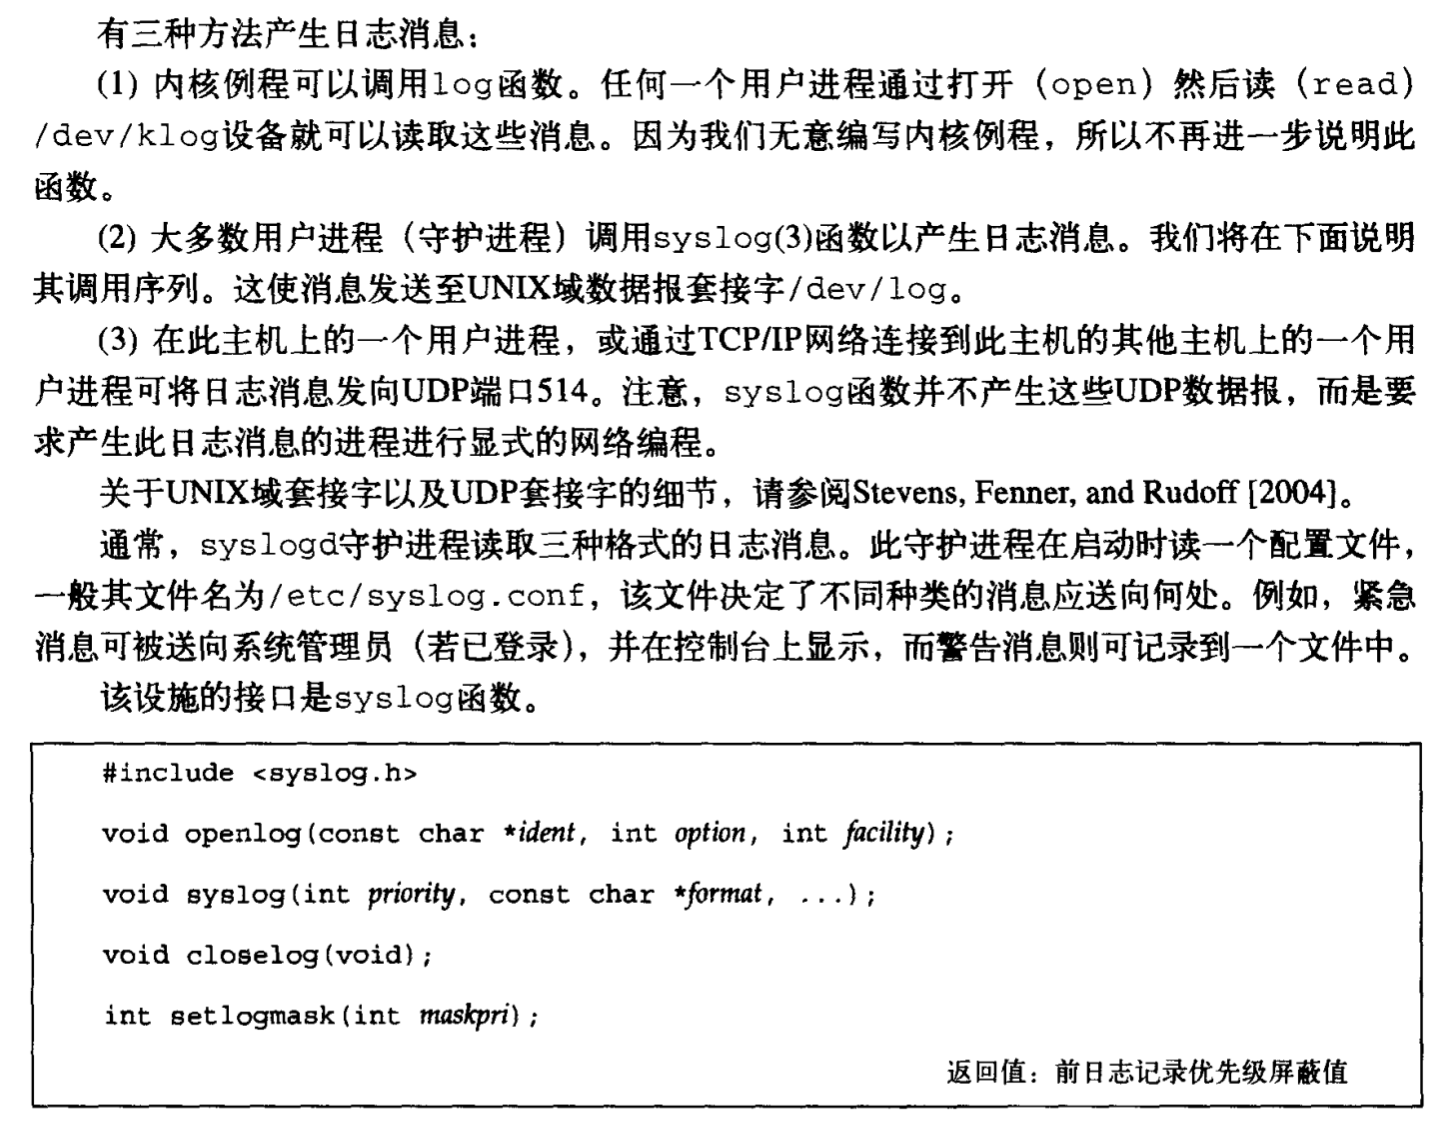 有三种方法产生日志消息：
(1) 内核例程可以调用log函数。任何一个用户进程通过打开（open）然后读（read）
/dev/klog设备就可以读取这些消息。因为我们无意编写内核例程，所以不再进一步说明此
函数。
(2) 大多数用户进程（守护进程）调用syslog(3)函数以产生日志消息。我们将在下面说明
其调用序列。这使消息发送至UNIX域数据报套接字/dev/log。
(3) 在此主机上的一个用户进程，或通过TCP/IP网络连接到此主机的其他主机上的一个用
户进程可将日志消息发向UDP端口514。注意，syslog函数并不产生这些UDP数据报，而是要
求产生此日志消息的进程进行显式的网络编程。
关于UNIX域套接字以及UDP套接字的细节，请参阅Stevens, Fenner, and Rudoff [2004]。
通常，syslogd守护进程读取三种格式的日志消息。此守护进程在启动时读一个配置文件，
一般其文件名为/etc/syslog.conf，该文件决定了不同种类的消息应送向何处。例如，紧急
消息可被送向系统管理员（若已登录），并在控制台上显示，而警告消息则可记录到一个文件中。
该设施的接口是syslog函数。
#include <syslog.h>
void openlog(const char *ident, int option, int facility);
void syslog(int priority, const char *format, ...);
void closelog(void);
int setlogmask(int maskpri);
返回值：前日志记录优先级屏蔽值